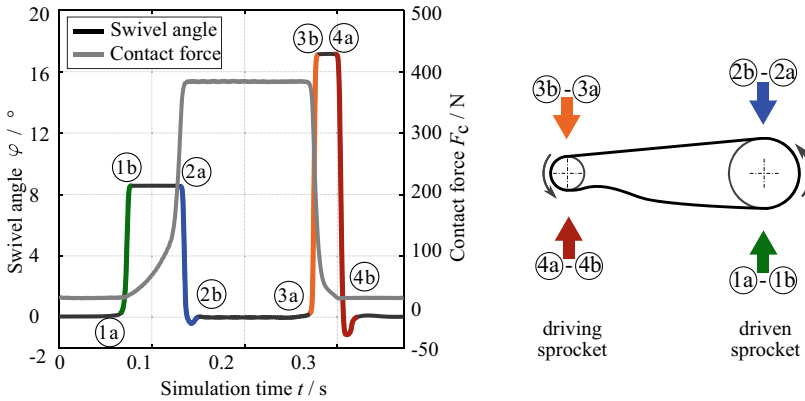 Swivel angle
Contact force
Swivel angle φ / °
20
16
12
8
4
0
-2
500
400
300
200
100
0
-50
Contact force Fc / N
0
0.1
0.2
0.3
Simulation time t / s
1a
1b
2a
2b
3a
3b
4a
4b
3b - 3a
2b - 2a
4a - 4b
1a - 1b
driving
sprocket
driven
sprocket